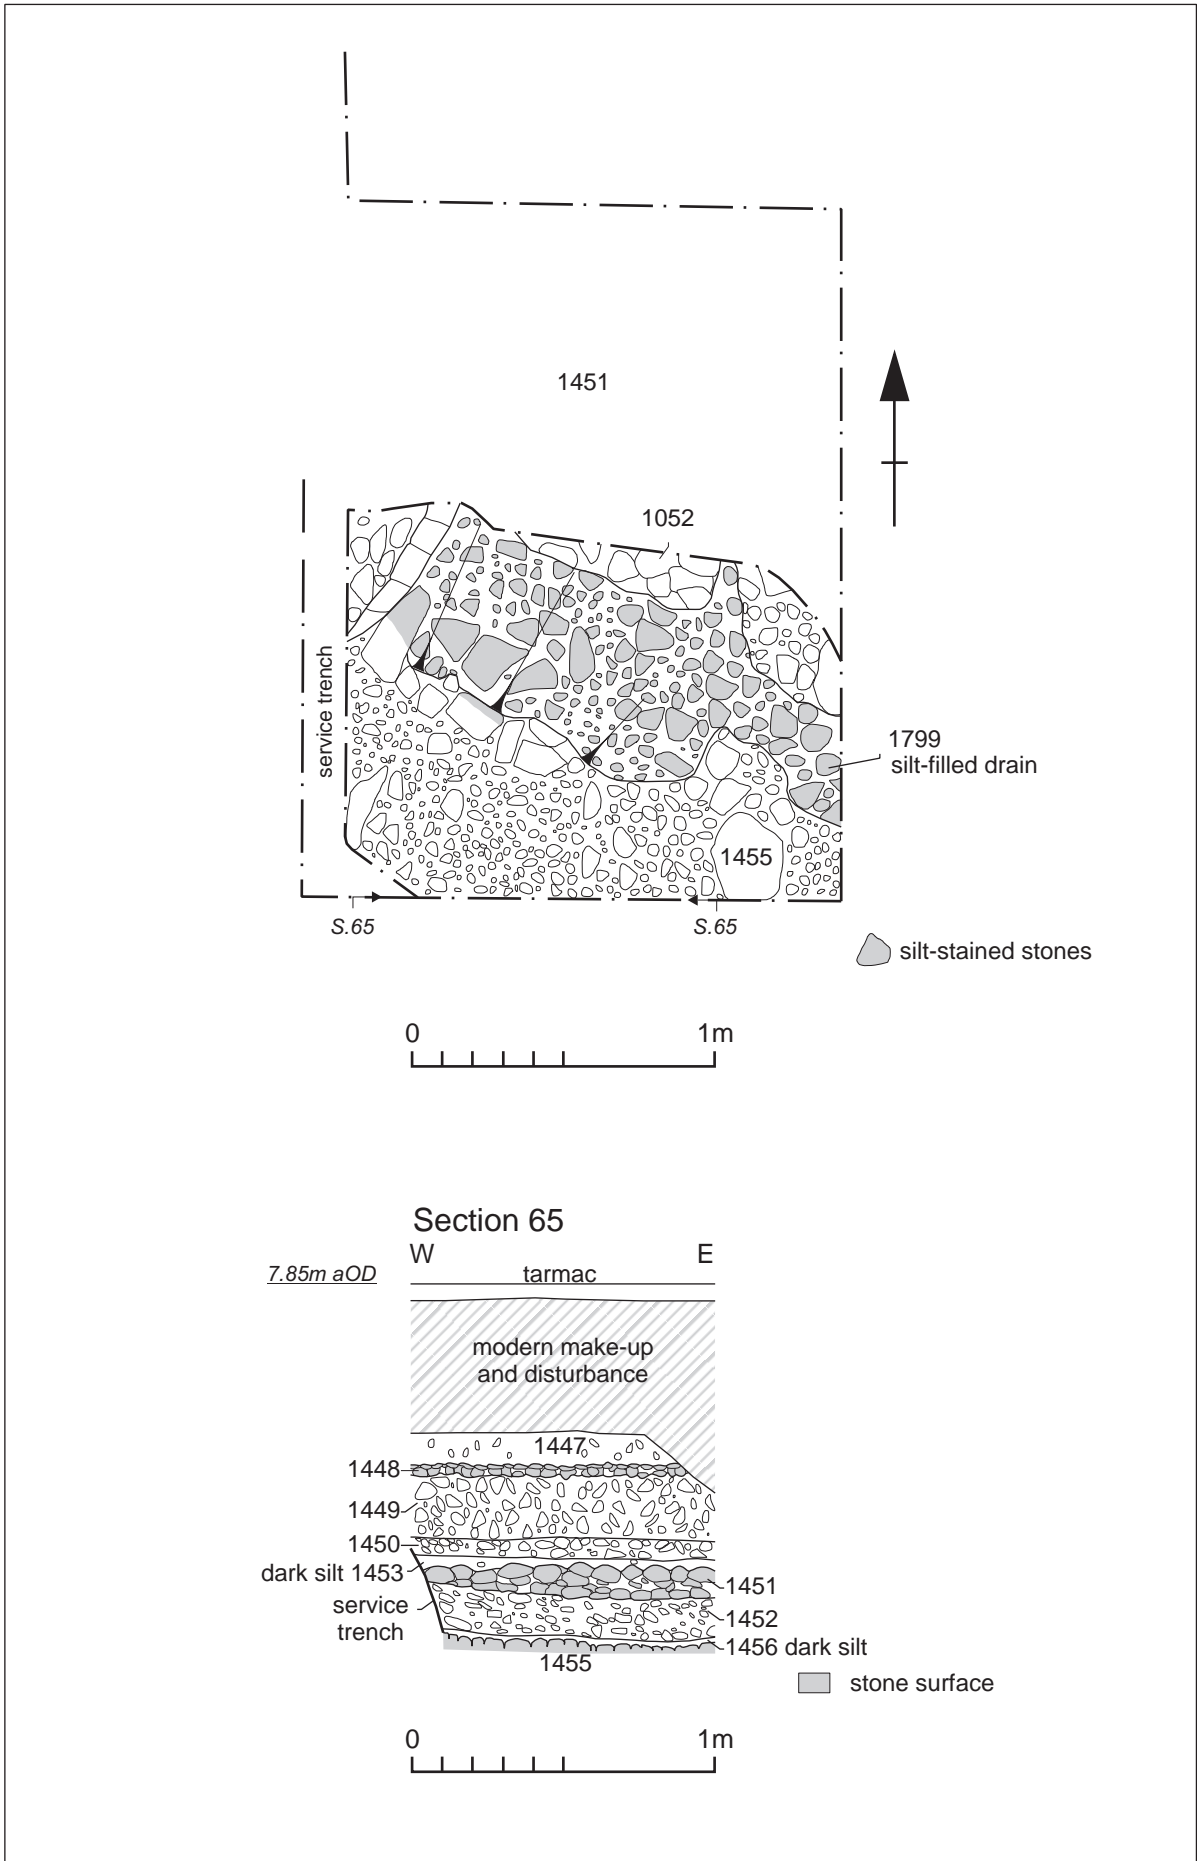 1451
1052
service trench
1799
silt-filled drain
1455
S.65
S.65
silt-stained stones
0 1m
Section 65
W E
7.85m aOD
tarmac
modern make-up
and disturbance
1447
1448
1449
1450
dark silt 1453
1451
service
trench
1452
1456 dark silt
1455
stone surface
0 1m